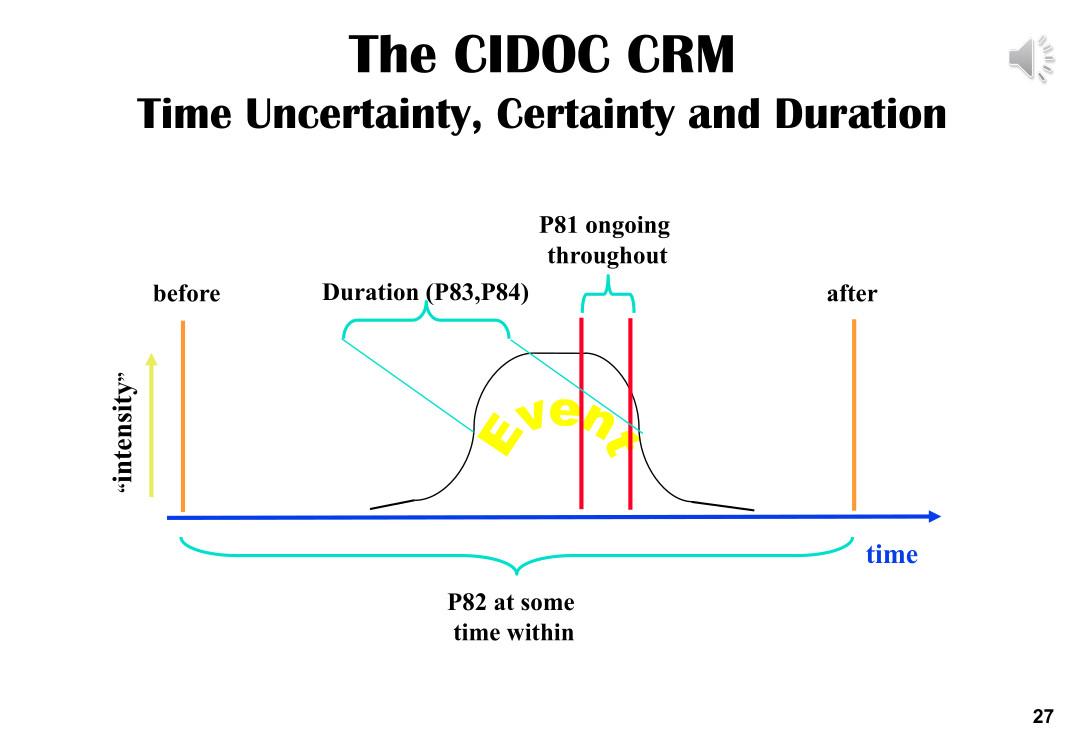 The CIDOC CRM
Time Uncertainty, Certainty and Duration
P81 ongoing
throughout
before
Duration (P83,P84)
after
“intensity”
Event
time
P82 at some
time within
27